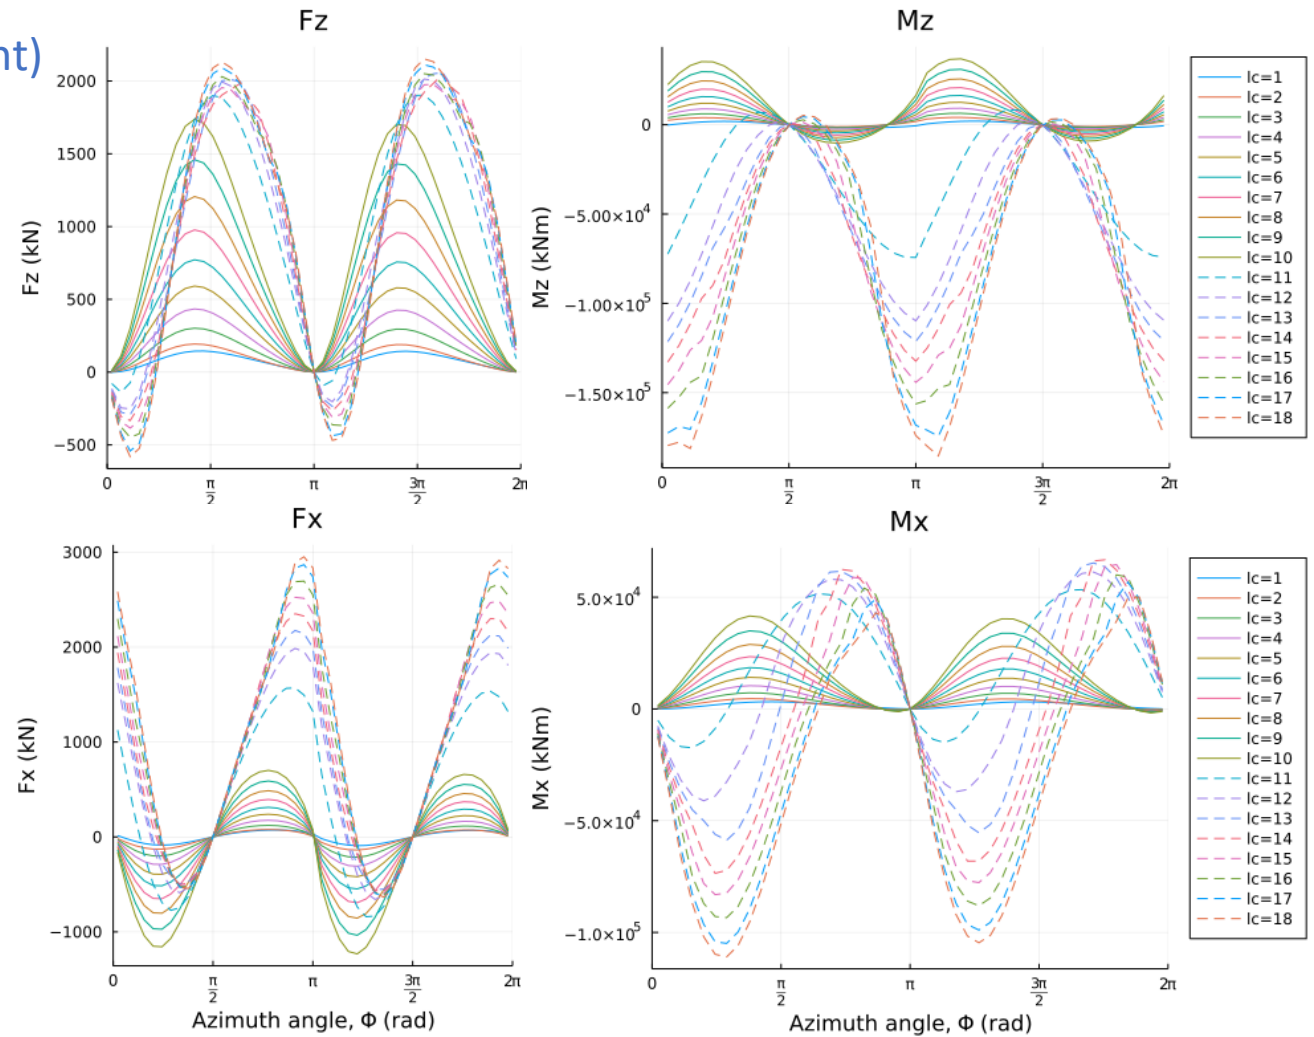 nt)
Fz
Fz (kN)
2000
1500
1000
500
0
−500
0
π/2
π
3π/2
2π
Mz
Mz (kNm)
0
−5.00×10⁴
−1.00×10⁵
−1.50×10⁵
0
π/2
π
3π/2
2π
lc=1
lc=2
lc=3
lc=4
lc=5
lc=6
lc=7
lc=8
lc=9
lc=10
lc=11
lc=12
lc=13
lc=14
lc=15
lc=16
lc=17
lc=18
Fx
Fx (kN)
3000
2000
1000
0
−1000
0
π/2
π
3π/2
2π
Azimuth angle, Φ (rad)
Mx
Mx (kNm)
5.0×10⁴
0
−5.0×10⁴
−1.0×10⁵
0
π/2
π
3π/2
2π
Azimuth angle, Φ (rad)
lc=1
lc=2
lc=3
lc=4
lc=5
lc=6
lc=7
lc=8
lc=9
lc=10
lc=11
lc=12
lc=13
lc=14
lc=15
lc=16
lc=17
lc=18